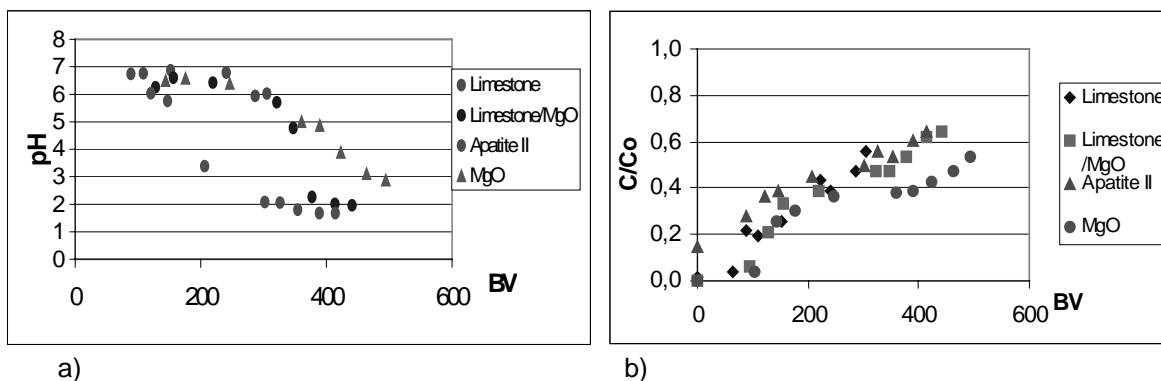 8
7
6
5
4
3
2
1
0
pH
0
200
400
600
BV
Limestone
Limestone/MgO
Apatite II
MgO
a)
1,0
0,8
0,6
0,4
0,2
0,0
C/Co
0
200
400
600
BV
Limestone
Limestone
/MgO
Apatite II
MgO
b)